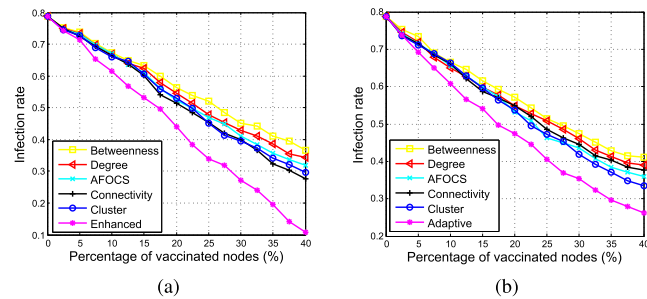 0.8
0.7
0.6
0.5
0.4
0.3
0.2
0.1
Infection rate
Betweenness
Degree
AFOCS
Connectivity
Cluster
Enhanced
0 5 10 15 20 25 30 35 40
Percentage of vaccinated nodes (%)
(a)
0.8
0.7
0.6
0.5
0.4
0.3
0.2
Infection rate
Betweenness
Degree
AFOCS
Connectivity
Cluster
Adaptive
0 5 10 15 20 25 30 35 40
Percentage of vaccinated nodes (%)
(b)